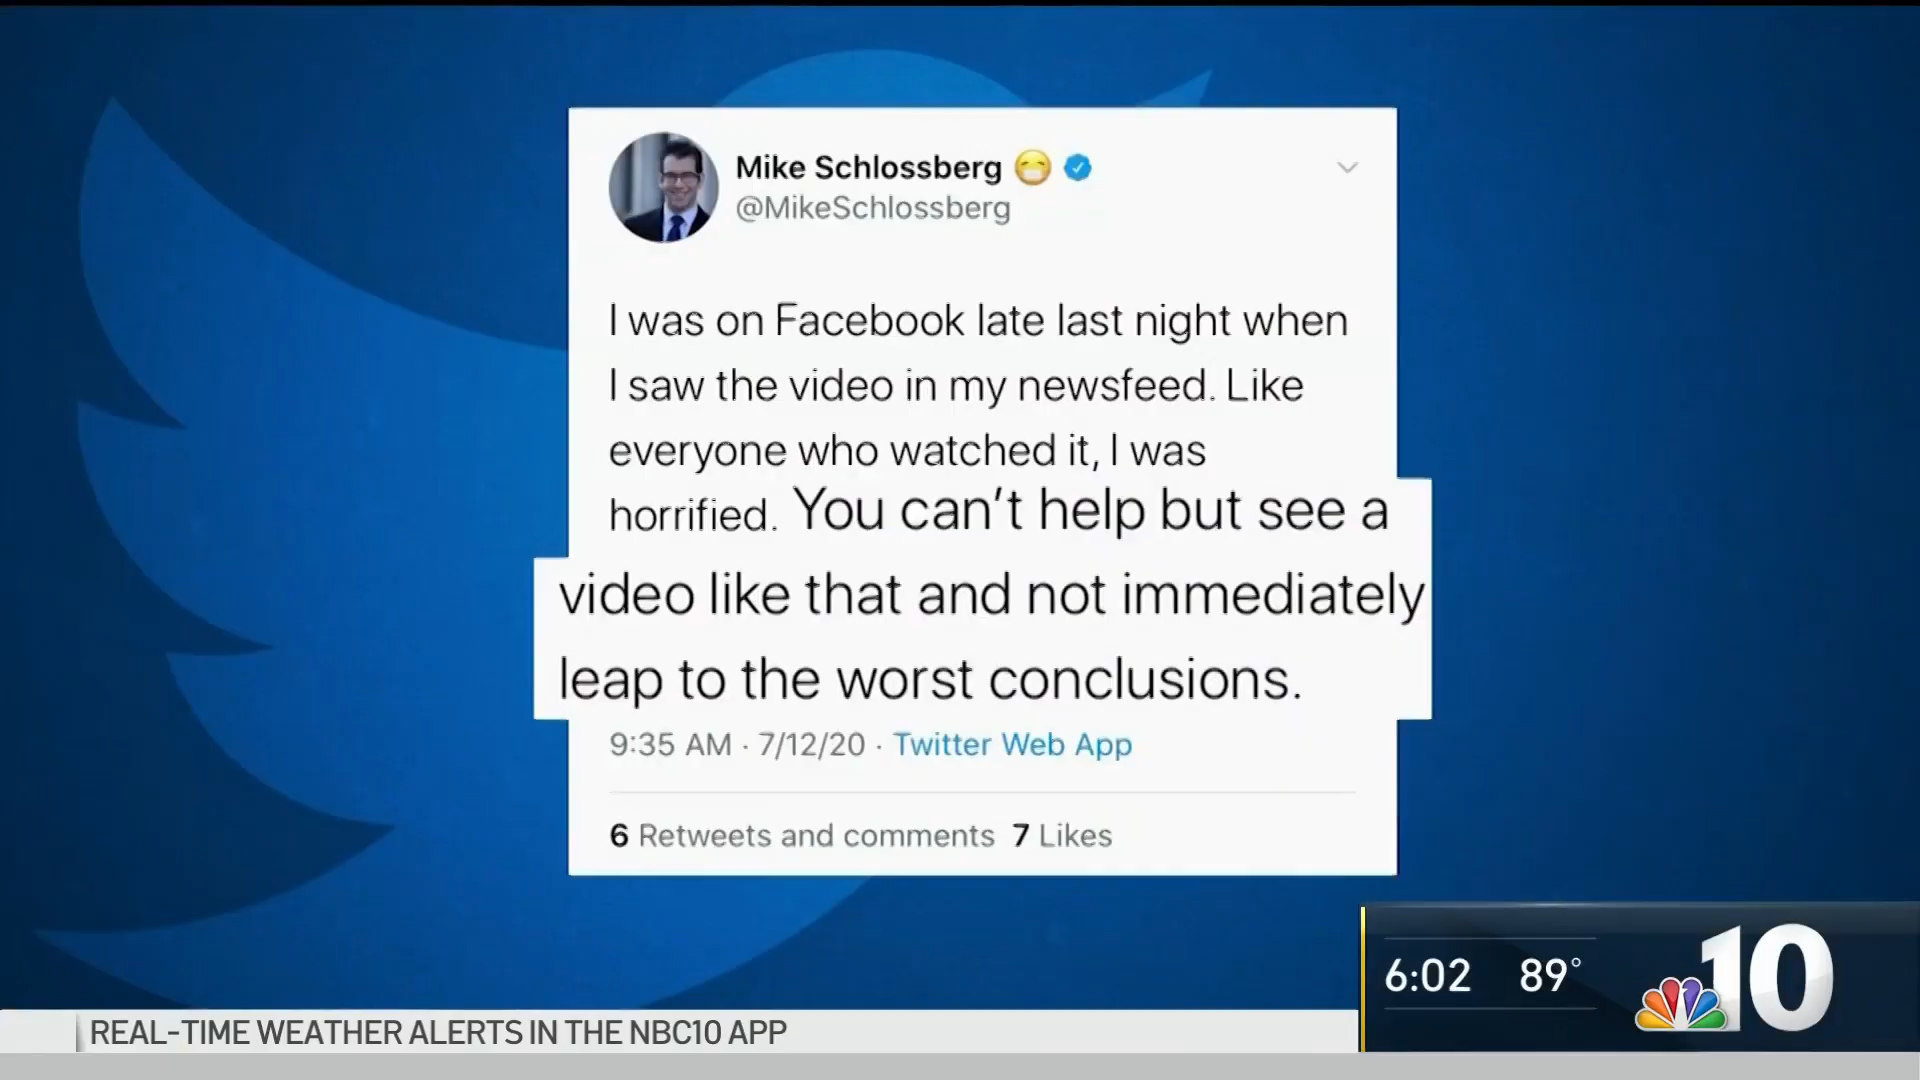 Mike Schlossberg 😷
@MikeSchlossberg
I was on Facebook late last night when
I saw the video in my newsfeed. Like
everyone who watched it, I was
horrified. You can't help but see a
video like that and not immediately
leap to the worst conclusions.
9:35 AM · 7/12/20 · Twitter Web App
6 Retweets and comments 7 Likes
6:02 89° 10
REAL-TIME WEATHER ALERTS IN THE NBC10 APP